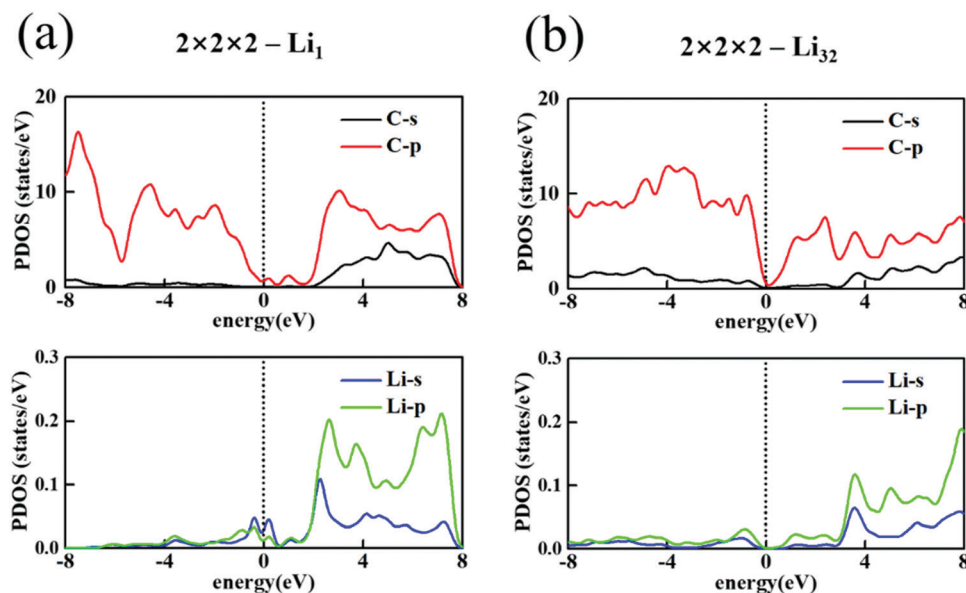 (a) 2×2×2 – Li₁
20
10
0
PDOS (states/eV)
C-s
C-p
-8 -4 0 4 8
energy(eV)
0.3
0.2
0.1
0.0
PDOS (states/eV)
Li-s
Li-p
-8 -4 0 4 8
energy(eV)
(b) 2×2×2 – Li₃₂
20
10
0
PDOS (states/eV)
C-s
C-p
-8 -4 0 4 8
energy(eV)
0.3
0.2
0.1
0.0
PDOS (states/eV)
Li-s
Li-p
-8 -4 0 4 8
energy(eV)